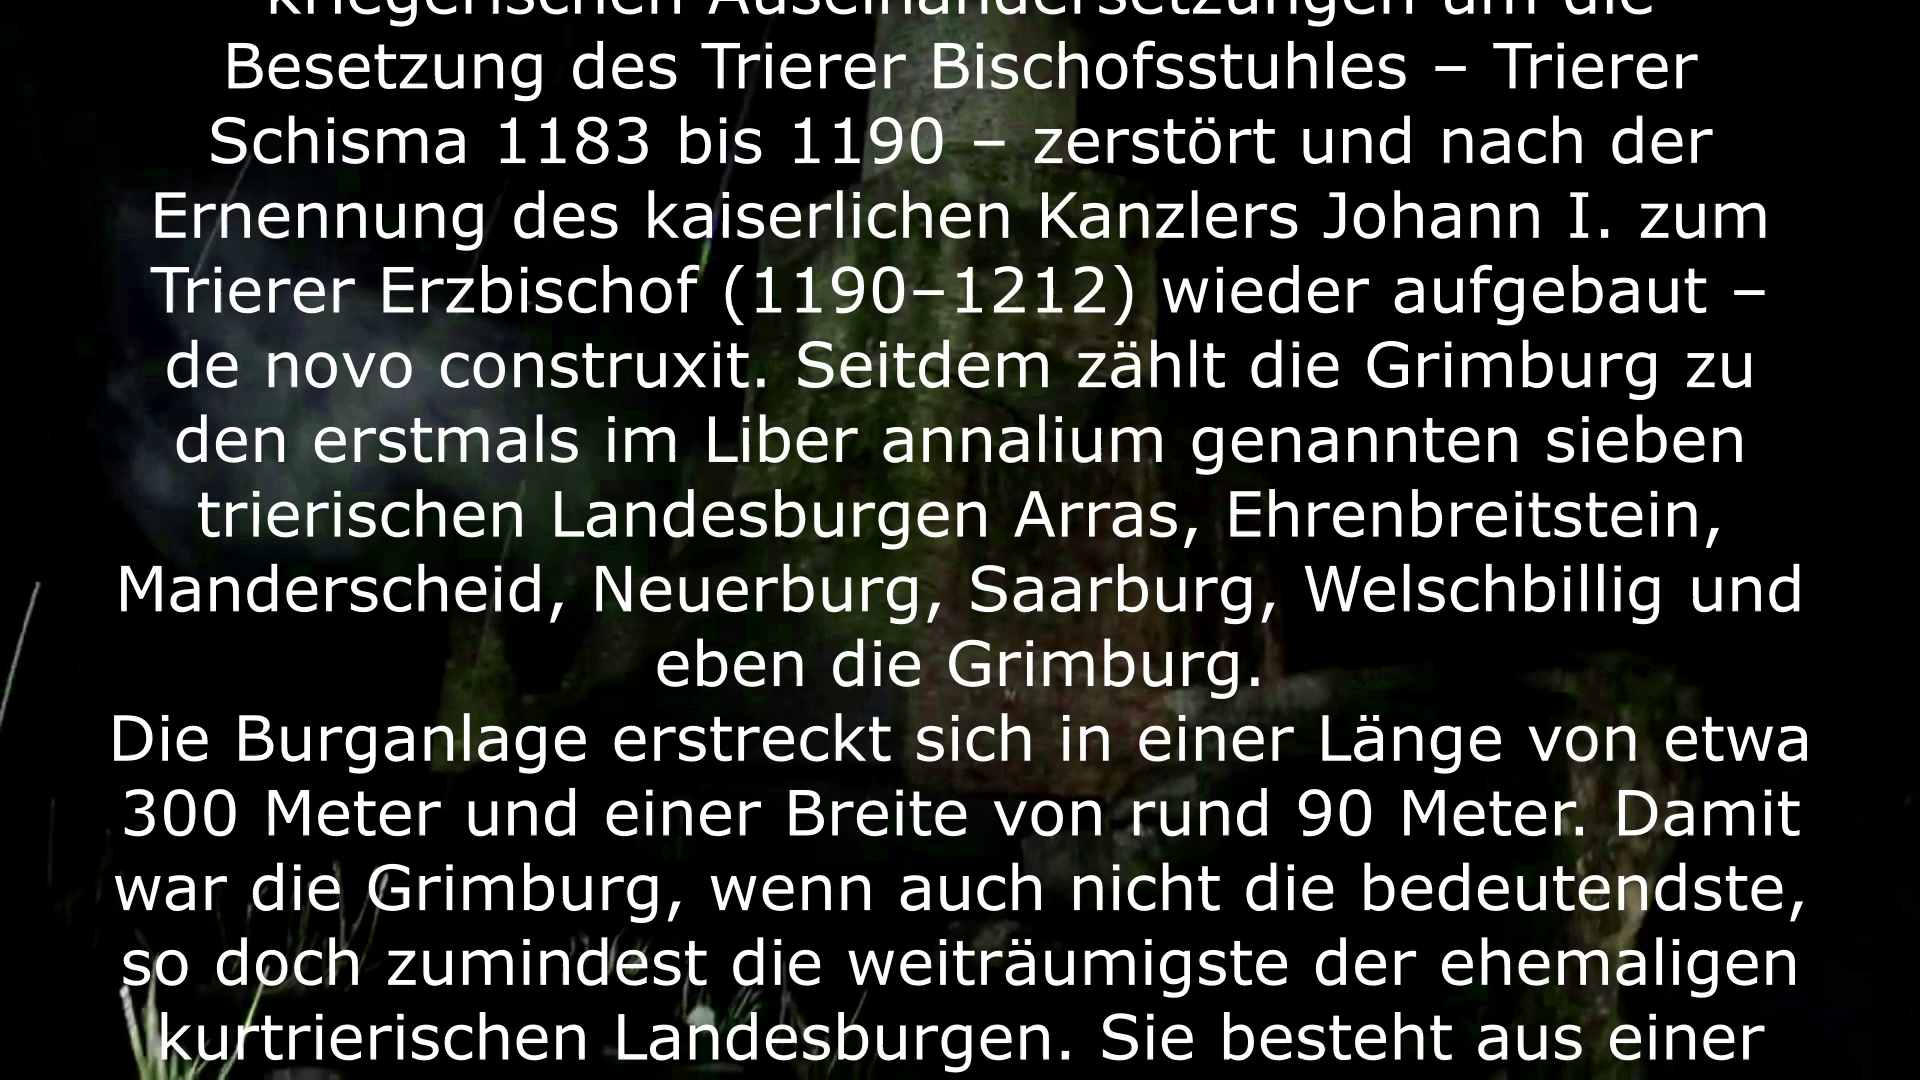 kriegerischen Auseinandersetzungen um die
Besetzung des Trierer Bischofsstuhles – Trierer
Schisma 1183 bis 1190 – zerstört und nach der
Ernennung des kaiserlichen Kanzlers Johann I. zum
Trierer Erzbischof (1190–1212) wieder aufgebaut –
de novo construxit. Seitdem zählt die Grimburg zu
den erstmals im Liber annalium genannten sieben
trierischen Landesburgen Arras, Ehrenbreitstein,
Manderscheid, Neuerburg, Saarburg, Welschbillig und
eben die Grimburg.
Die Burganlage erstreckt sich in einer Länge von etwa
300 Meter und einer Breite von rund 90 Meter. Damit
war die Grimburg, wenn auch nicht die bedeutendste,
so doch zumindest die weiträumigste der ehemaligen
kurtrierischen Landesburgen. Sie besteht aus einer